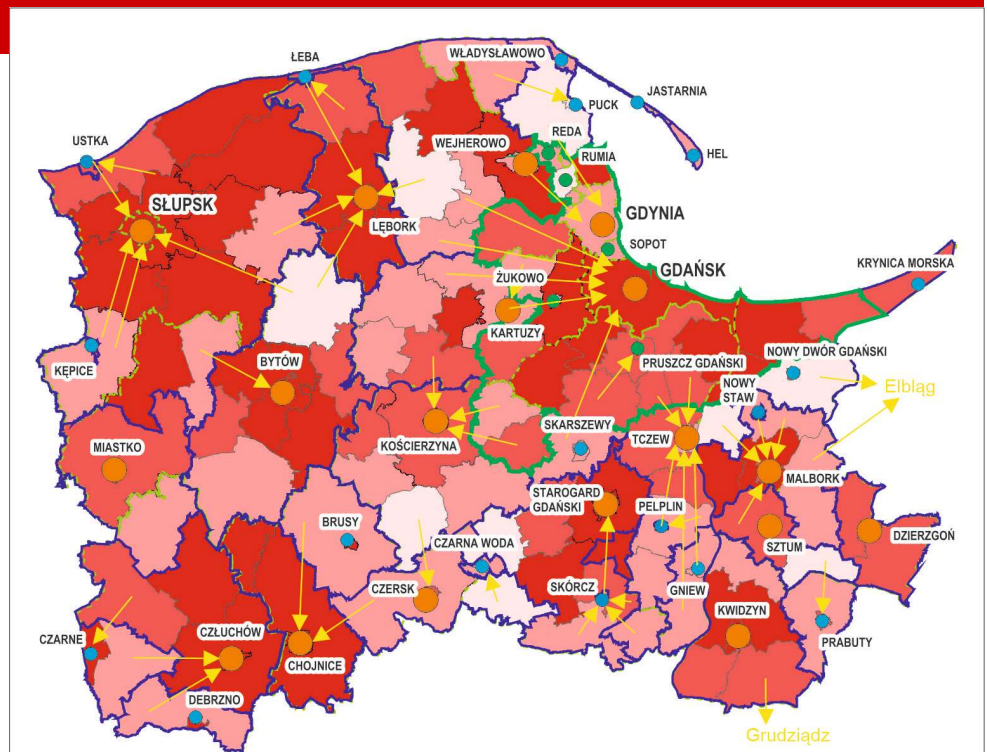 WŁADYSŁAWOWO
ŁEBA
JASTARNIA
PUCK
REDA
USTKA
WEJHEROWO
RUMIA
HEL
SŁUPSK
GDYNIA
LĘBORK
SOPOT
ŻUKOWO
GDAŃSK
KRYNICA MORSKA
KARTUZY
NOWY DWÓR GDAŃSKI
BYTÓW
PRUSZCZ GDAŃSKI
KĘPICE
NOWY
STAW
Elbląg
SKARSZEWY
MIASTKO
KOŚCIERZYNA
TCZEW
MALBORK
STAROGARD
GDAŃSKI
PELPLIN
BRUSY
CZARNA WODA
SZTUM
DZIERZGOŃ
CZERSK
SKÓRCZ
GNIEW
KWIDZYN
CZARNE
CZŁUCHÓW
CHOJNICE
PRABUTY
DEBRZNO
Grudziądz